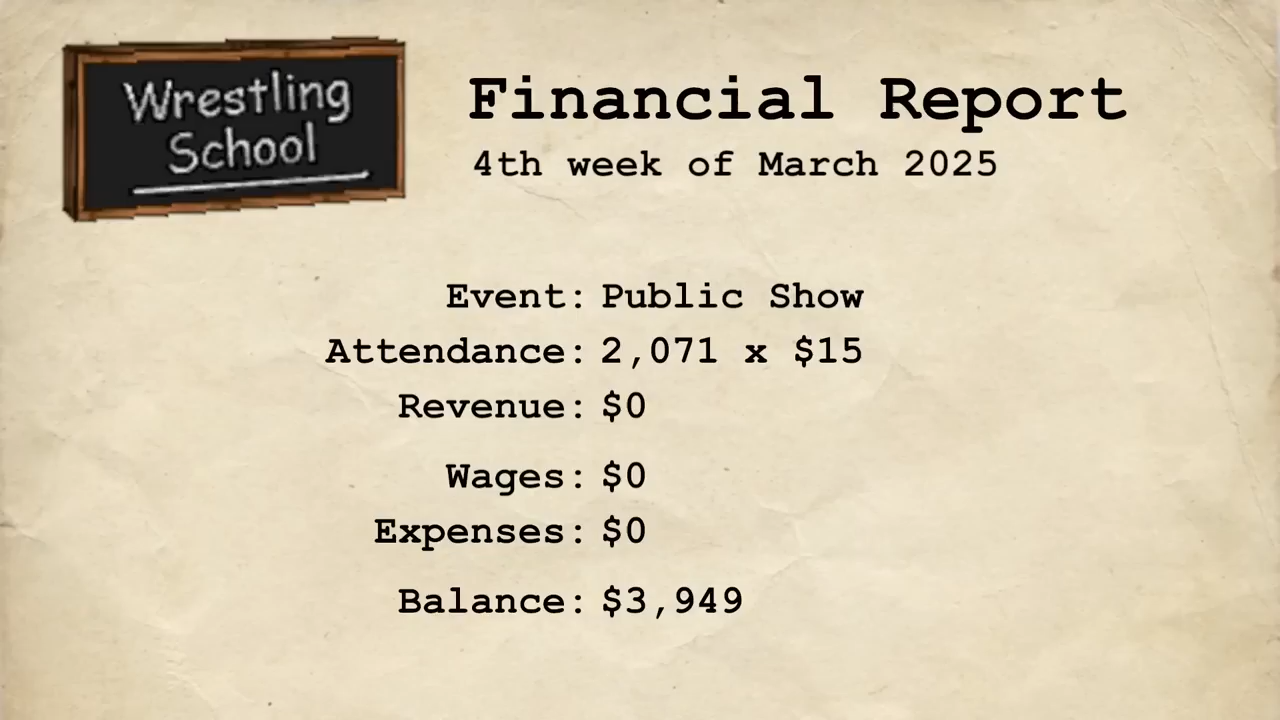 Wrestling
School
Financial Report
4th week of March 2025
Event: Public Show
Attendance: 2,071 x $15
Revenue: $0
Wages: $0
Expenses: $0
Balance: $3,949